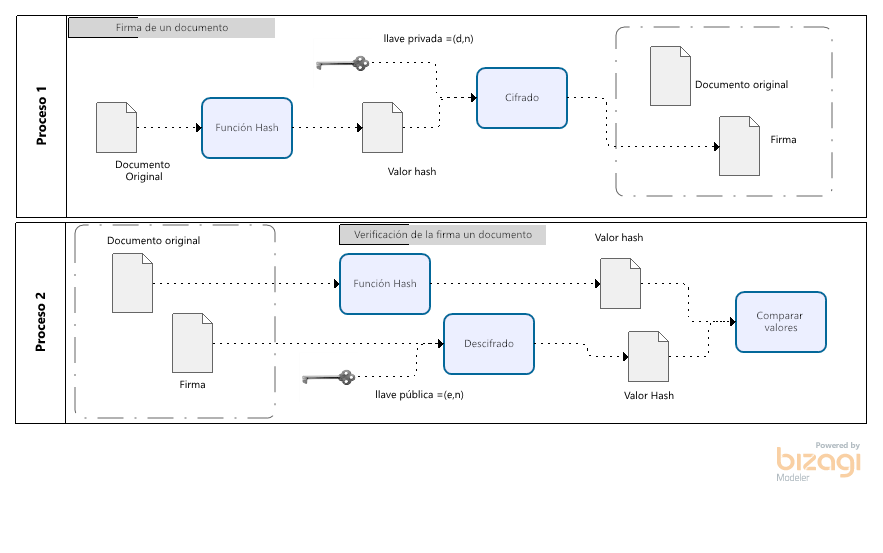 Firma de un documento
llave privada =(d,n)
Proceso 1
Documento
Original
Función Hash
Valor hash
Cifrado
Documento original
Firma
Verificación de la firma un documento
Proceso 2
Documento original
Firma
Función Hash
Descifrado
llave pública =(e,n)
Valor hash
Valor Hash
Comparar
valores
Powered by
bizagi
Modeler